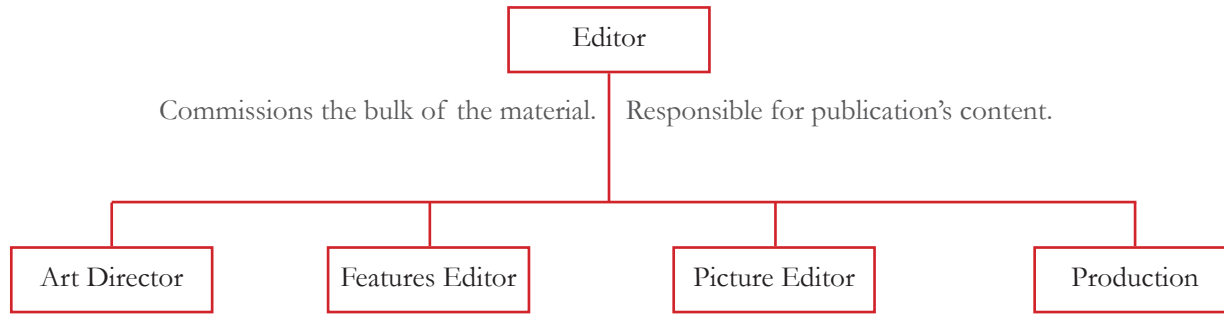 Editor
Commissions the bulk of the material. Responsible for publication’s content.
Art Director Features Editor Picture Editor Production